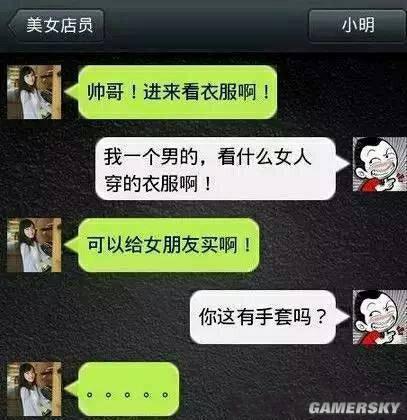 美女店员
小明
帅哥！进来看衣服啊！
我一个男的，看什么女人
穿的衣服啊！
可以给女朋友买啊！
你这有手套吗？
。。。。。
GAMERSKY